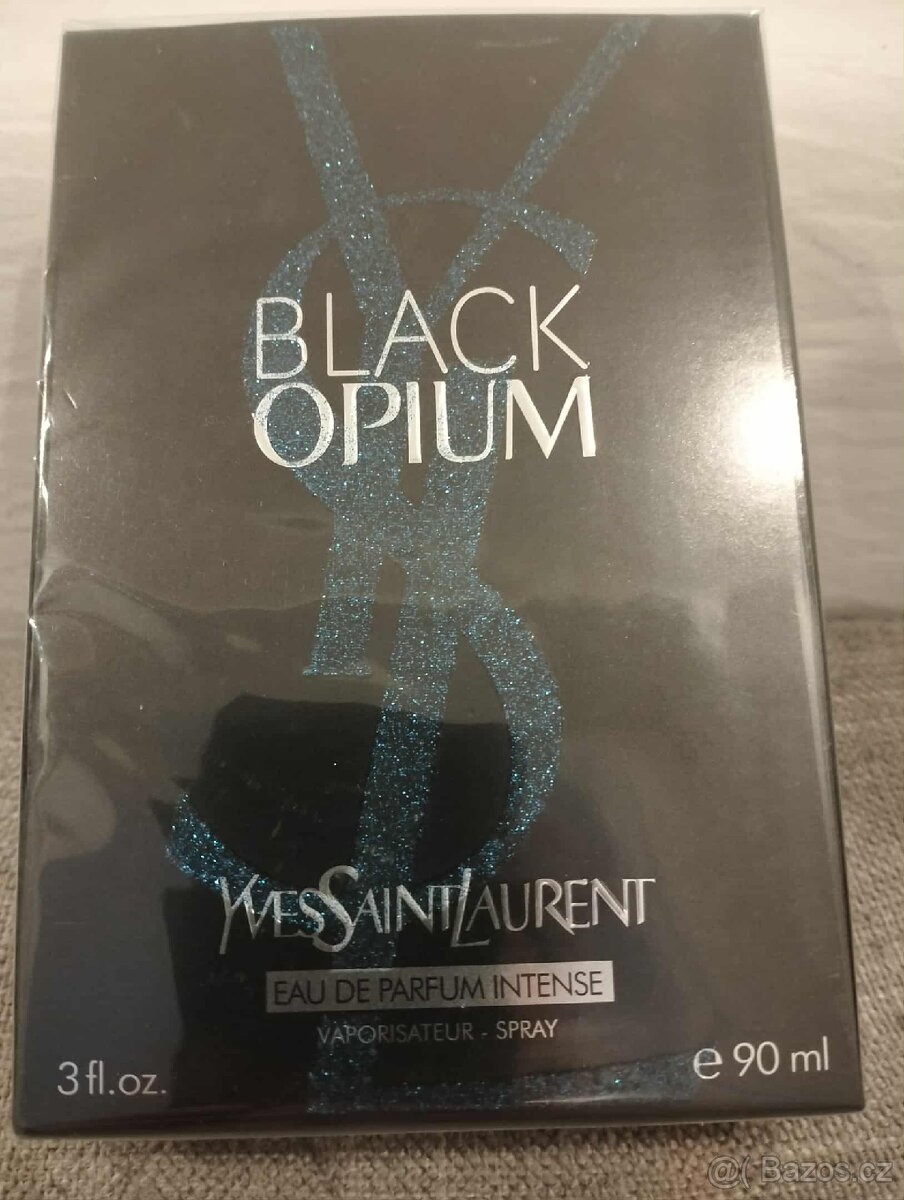 BLACK
OPIUM
YVESSAINTLAURENT
EAU DE PARFUM INTENSE
VAPORISATEUR - SPRAY
3 fl.oz.
e 90 ml
@( Bazos.cz